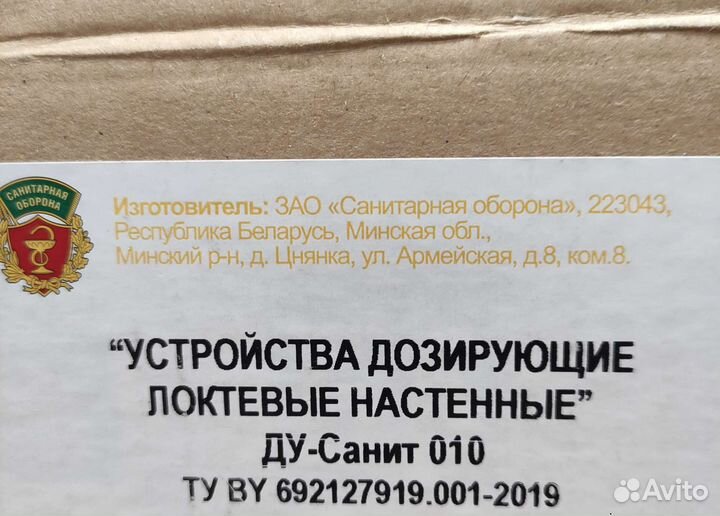 САНИТАРНАЯ
ОБОРОНА
Изготовитель: ЗАО «Санитарная оборона», 223043,
Республика Беларусь, Минская обл.,
Минский р-н, д. Цнянка, ул. Армейская, д.8, ком.8.
“УСТРОЙСТВА ДОЗИРУЮЩИЕ
ЛОКТЕВЫЕ НАСТЕННЫЕ”
ДУ-Санит 010
ТУ BY 692127919.001-2019
Avito